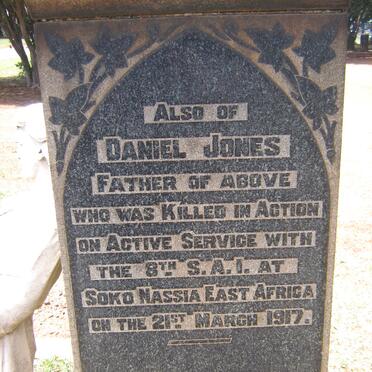 ALSO OF
DANIEL JONES
FATHER OF ABOVE
WHO WAS KILLED IN ACTION
ON ACTIVE SERVICE WITH
THE 8TH S.A.I. AT
SOKO NASSIA EAST AFRICA
ON THE 21ST MARCH 1917.